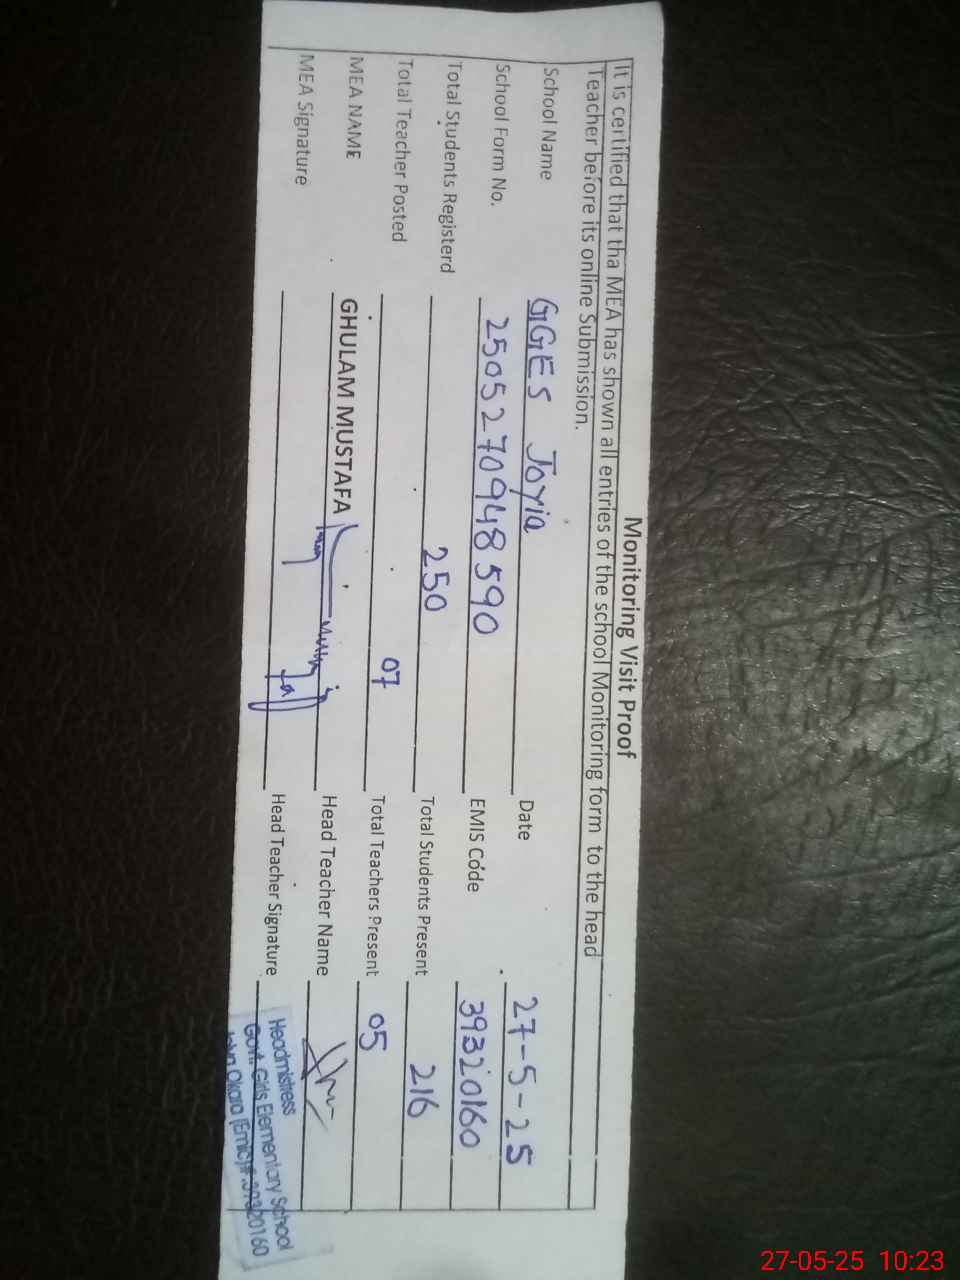 Monitoring Visit Proof
It is certified that tha MEA has shown all entries of the school Monitoring form to the head
Teacher before its online Submission.
School Name GGES Joyia Date 27-5-25
School Form No. 250527094８590 EMIS Code 39320160
Total Students Registerd 250 Total Students Present 216
Total Teacher Posted 07 Total Teachers Present 05
MEA NAME GHULAM MUSTAFA Head Teacher Name
MEA Signature Head Teacher Signature
Headmistress
Govt. Girls Elementary School
Okara (Emic)# 39320160
27-05-25 10:23